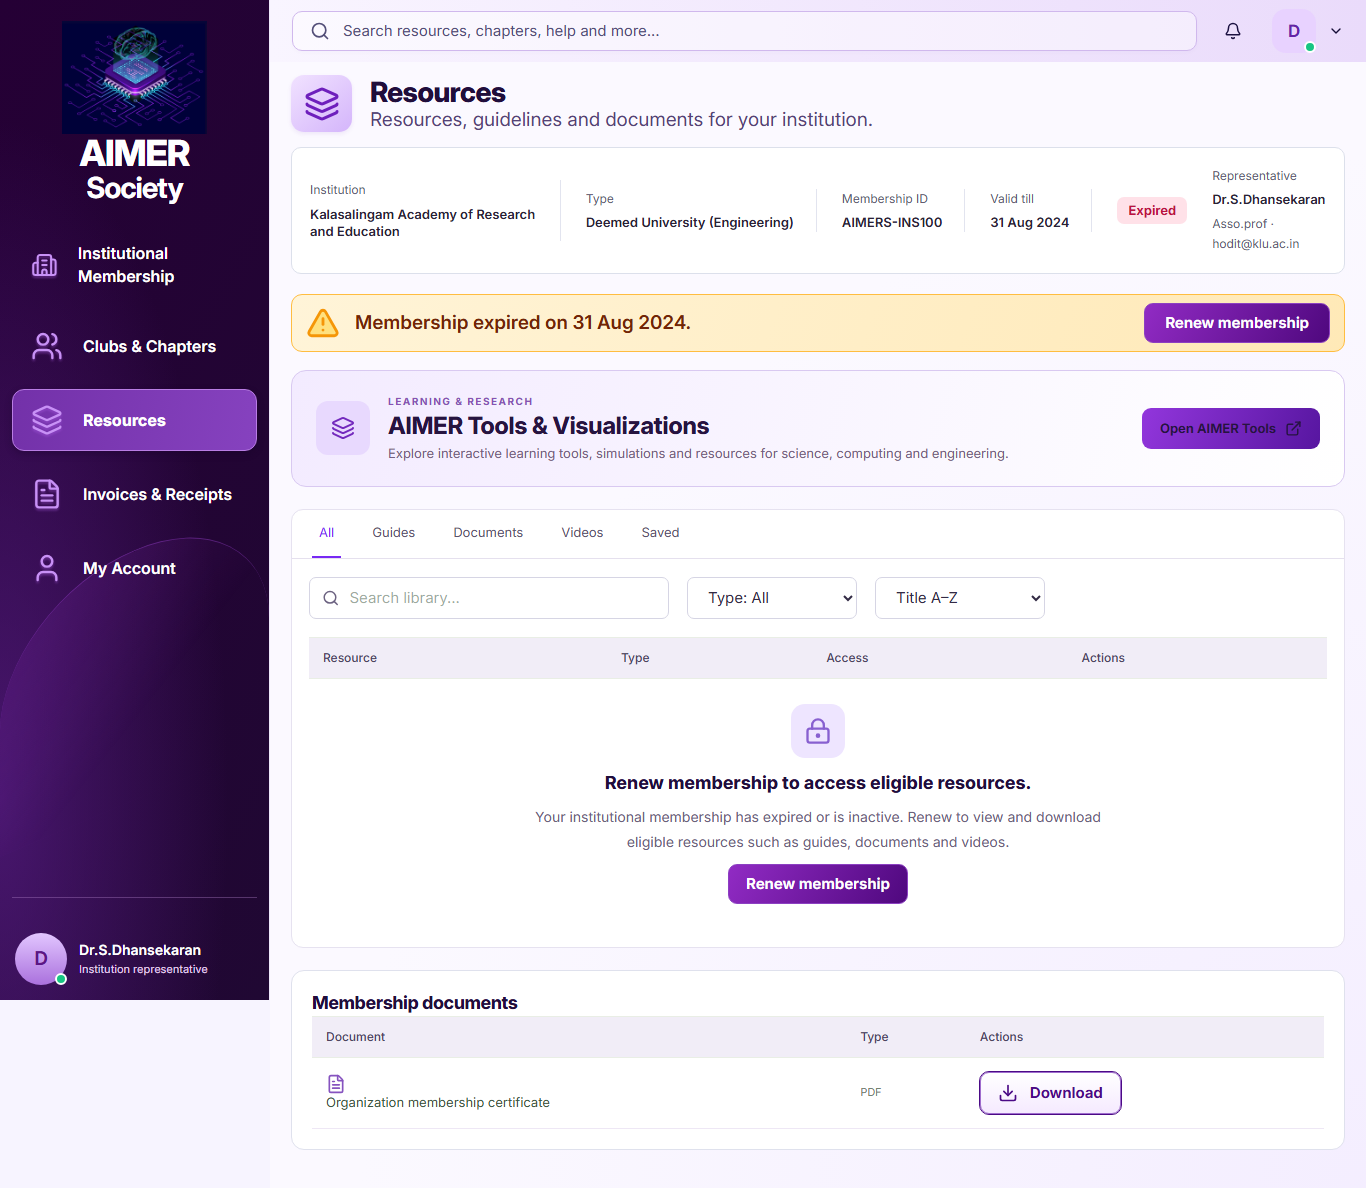 AIMER
Society
Institutional
Membership
Clubs & Chapters
Resources
Invoices & Receipts
My Account
D
Dr.S.Dhansekaran
Institution representative
Search resources, chapters, help and more...
D
Resources
Resources, guidelines and documents for your institution.
Institution
Kalasalingam Academy of Research
and Education
Type
Deemed University (Engineering)
Membership ID
AIMERS-INS100
Valid till
31 Aug 2024
Expired
Representative
Dr.S.Dhansekaran
Asso.prof ·
hodit@klu.ac.in
Membership expired on 31 Aug 2024.
Renew membership
LEARNING & RESEARCH
AIMER Tools & Visualizations
Explore interactive learning tools, simulations and resources for science, computing and engineering.
Open AIMER Tools
All Guides Documents Videos Saved
Search library...
Type: All
Title A–Z
Resource Type Access Actions
Renew membership to access eligible resources.
Your institutional membership has expired or is inactive. Renew to view and download
eligible resources such as guides, documents and videos.
Renew membership
Membership documents
Document Type Actions
Organization membership certificate
PDF
Download